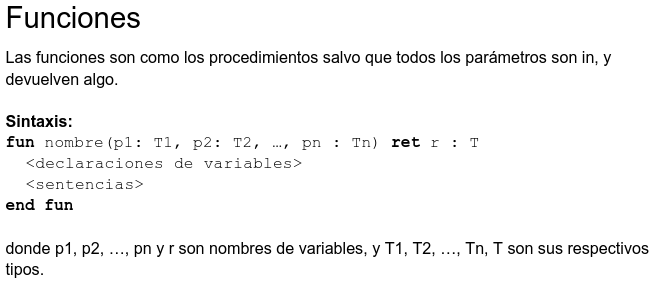 Funciones
Las funciones son como los procedimientos salvo que todos los parámetros son in, y
devuelven algo.
Sintaxis:
fun nombre(p1: T1, p2: T2, …, pn : Tn) ret r : T
<declaraciones de variables>
<sentencias>
end fun
donde p1, p2, …, pn y r son nombres de variables, y T1, T2, …, Tn, T son sus respectivos
tipos.